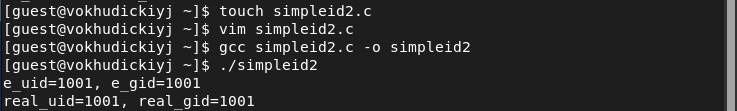 [guest@vokhudickiyj ~]$ touch simpleid2.c
[guest@vokhudickiyj ~]$ vim simpleid2.c
[guest@vokhudickiyj ~]$ gcc simpleid2.c -o simpleid2
[guest@vokhudickiyj ~]$ ./simpleid2
e_uid=1001, e_gid=1001
real_uid=1001, real_gid=1001